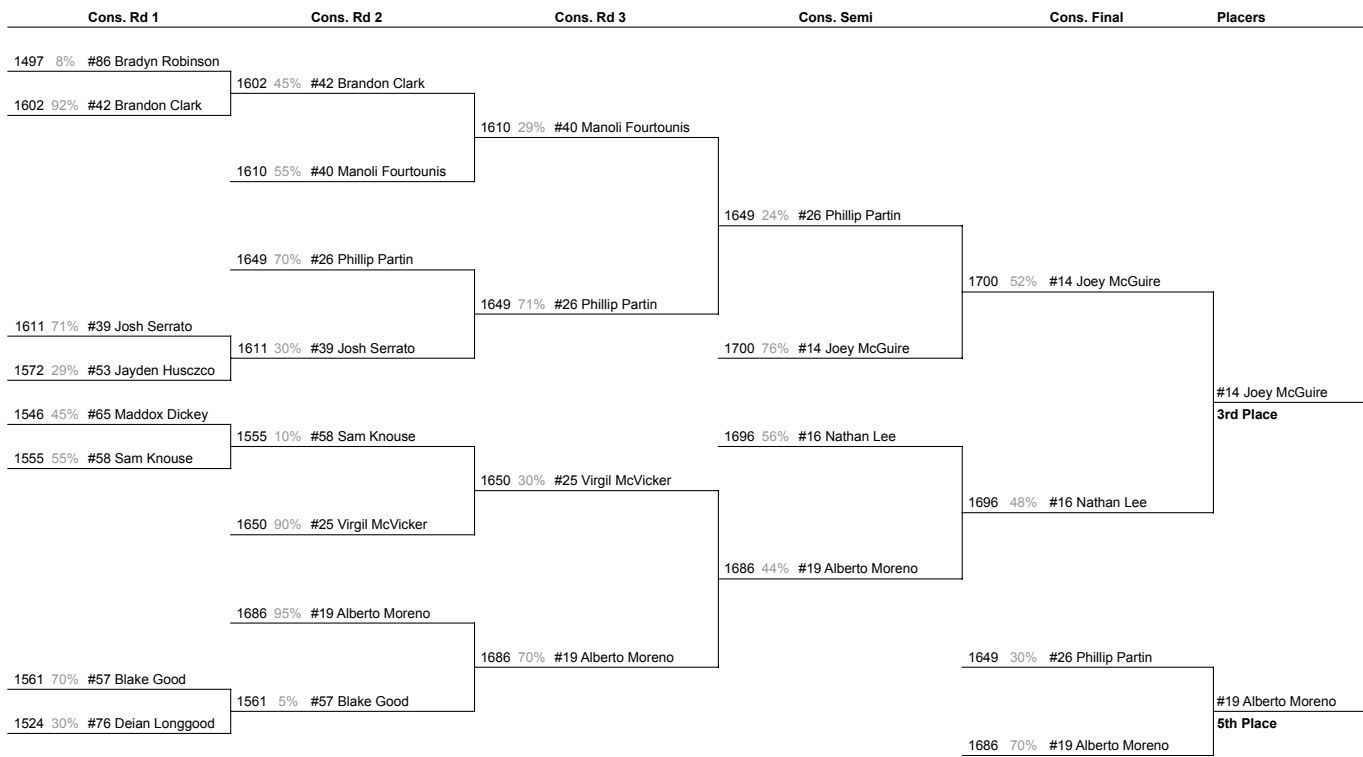 Cons. Rd 1 Cons. Rd 2 Cons. Rd 3 Cons. Semi Cons. Final Placers
1497 8% #86 Bradyn Robinson
1602 45% #42 Brandon Clark
1602 92% #42 Brandon Clark
1610 29% #40 Manoli Fourtounis
1610 55% #40 Manoli Fourtounis
1649 24% #26 Phillip Partin
1649 70% #26 Phillip Partin
1700 52% #14 Joey McGuire
1649 71% #26 Phillip Partin
1611 71% #39 Josh Serrato
1611 30% #39 Josh Serrato
1700 76% #14 Joey McGuire
1572 29% #53 Jayden Husczco
#14 Joey McGuire
1546 45% #65 Maddox Dickey
3rd Place
1555 10% #58 Sam Knouse
1696 56% #16 Nathan Lee
1555 55% #58 Sam Knouse
1650 30% #25 Virgil McVicker
1696 48% #16 Nathan Lee
1650 90% #25 Virgil McVicker
1686 44% #19 Alberto Moreno
1686 95% #19 Alberto Moreno
1686 70% #19 Alberto Moreno
1649 30% #26 Phillip Partin
1561 70% #57 Blake Good
1561 5% #57 Blake Good
#19 Alberto Moreno
1524 30% #76 Deian Longgood
5th Place
1686 70% #19 Alberto Moreno